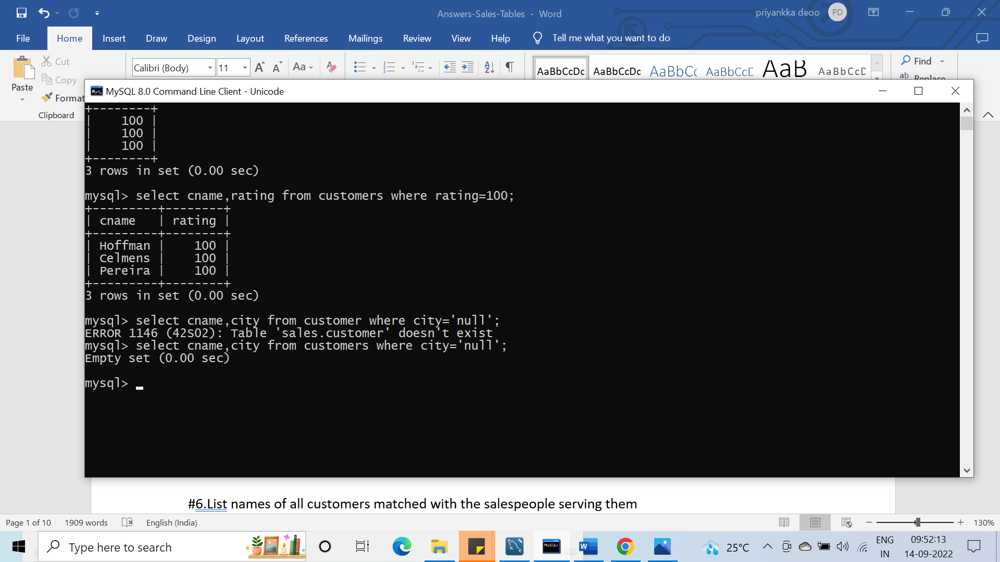 Answers-Sales-Tables - Word
priyankka deoo PD
File Home Insert Draw Design Layout References Mailings Review View Help Tell me what you want to do
Cut
Copy
Paste
Format
Clipboard
Calibri (Body) 11 Aa
AaBbCcDc AaBbCcDc AaBbCc AaBbCcD AaB AaBbCcD
Find
Replace
MySQL 8.0 Command Line Client - Unicode
+--------+
| 100 |
| 100 |
| 100 |
+--------+
3 rows in set (0.00 sec)
mysql> select cname,rating from customers where rating=100;
+---------+--------+
| cname | rating |
+---------+--------+
| Hoffman | 100 |
| Celmens | 100 |
| Pereira | 100 |
+---------+--------+
3 rows in set (0.00 sec)
mysql> select cname,city from customer where city='null';
ERROR 1146 (42S02): Table 'sales.customer' doesn't exist
mysql> select cname,city from customers where city='null';
Empty set (0.00 sec)
mysql>
#6.List names of all customers matched with the salespeople serving them
Page 1 of 10 1909 words English (India) 130%
Type here to search
MySQL
25°C
ENG
IN
09:52:13
14-09-2022